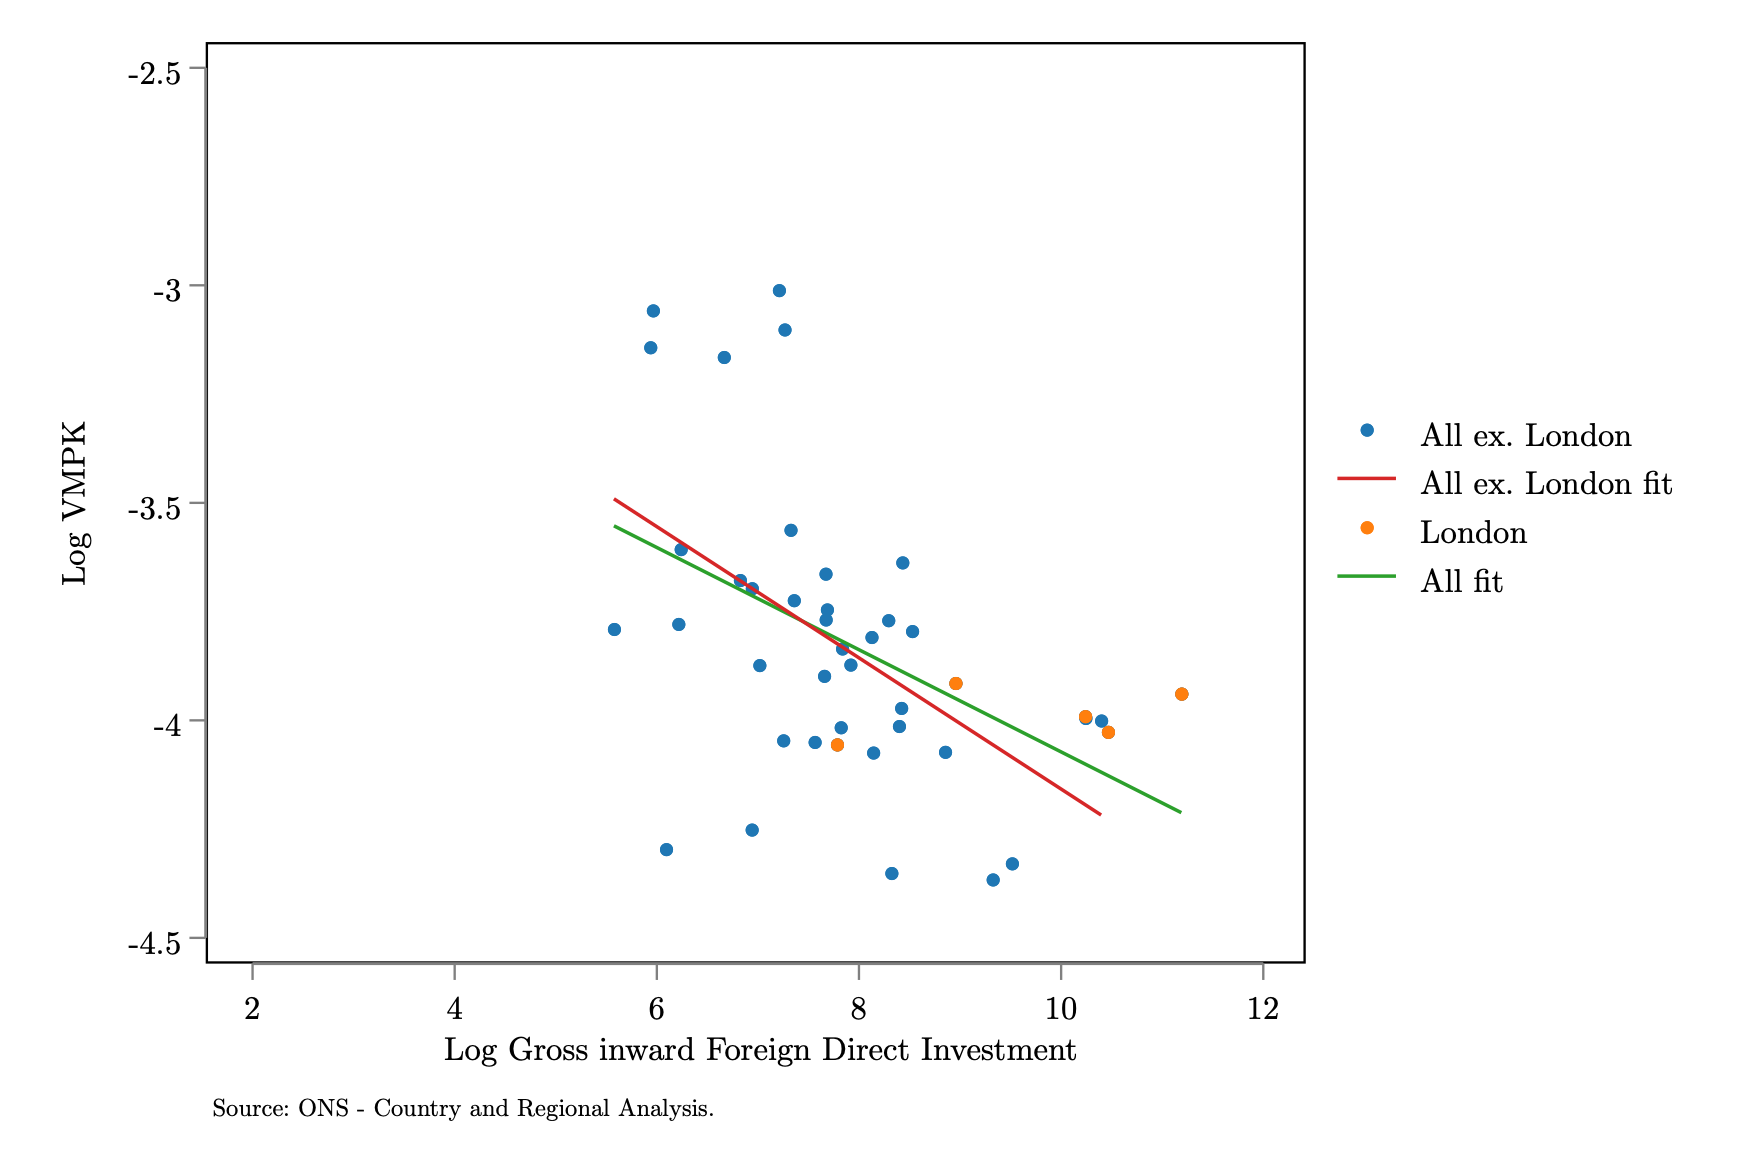 -2.5
-3
-3.5
-4
-4.5
Log VMPK
2 4 6 8 10 12
Log Gross inward Foreign Direct Investment
All ex. London
All ex. London fit
London
All fit
Source: ONS - Country and Regional Analysis.